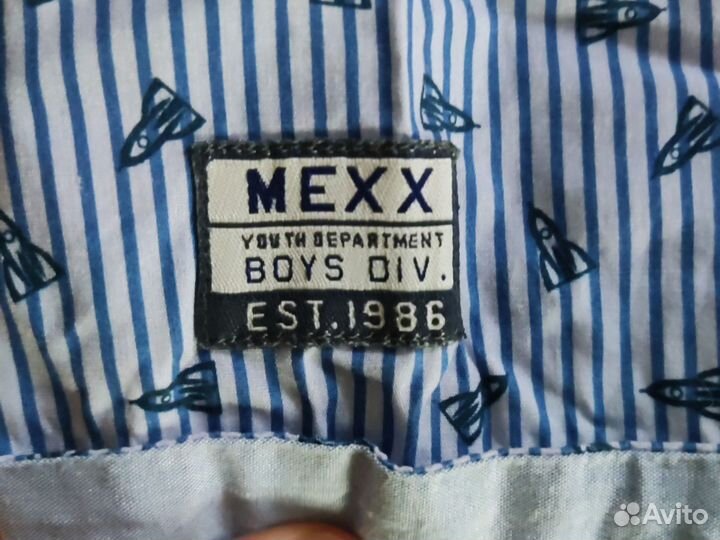 MEXX
YOUTH DEPARTMENT
BOYS DIV.
EST.1986
Avito